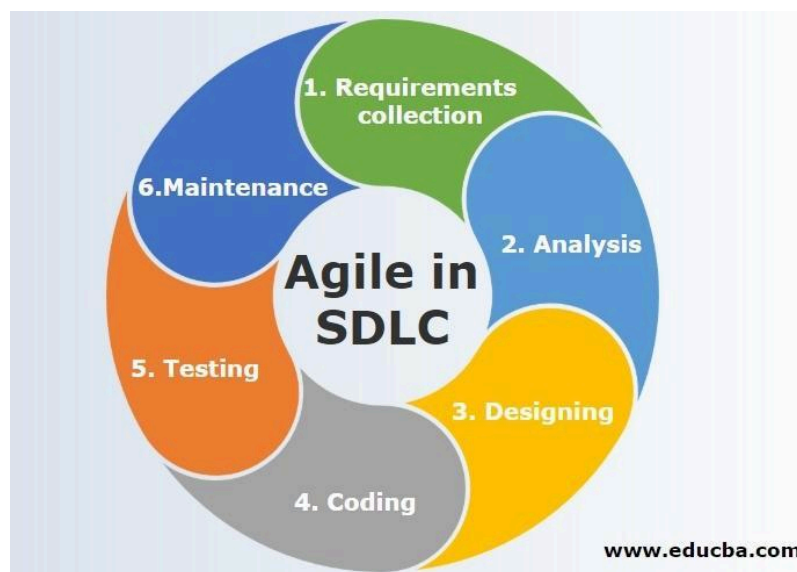 1. Requirements
collection
2. Analysis
3. Designing
4. Coding
5. Testing
6.Maintenance
Agile in
SDLC
www.educba.com